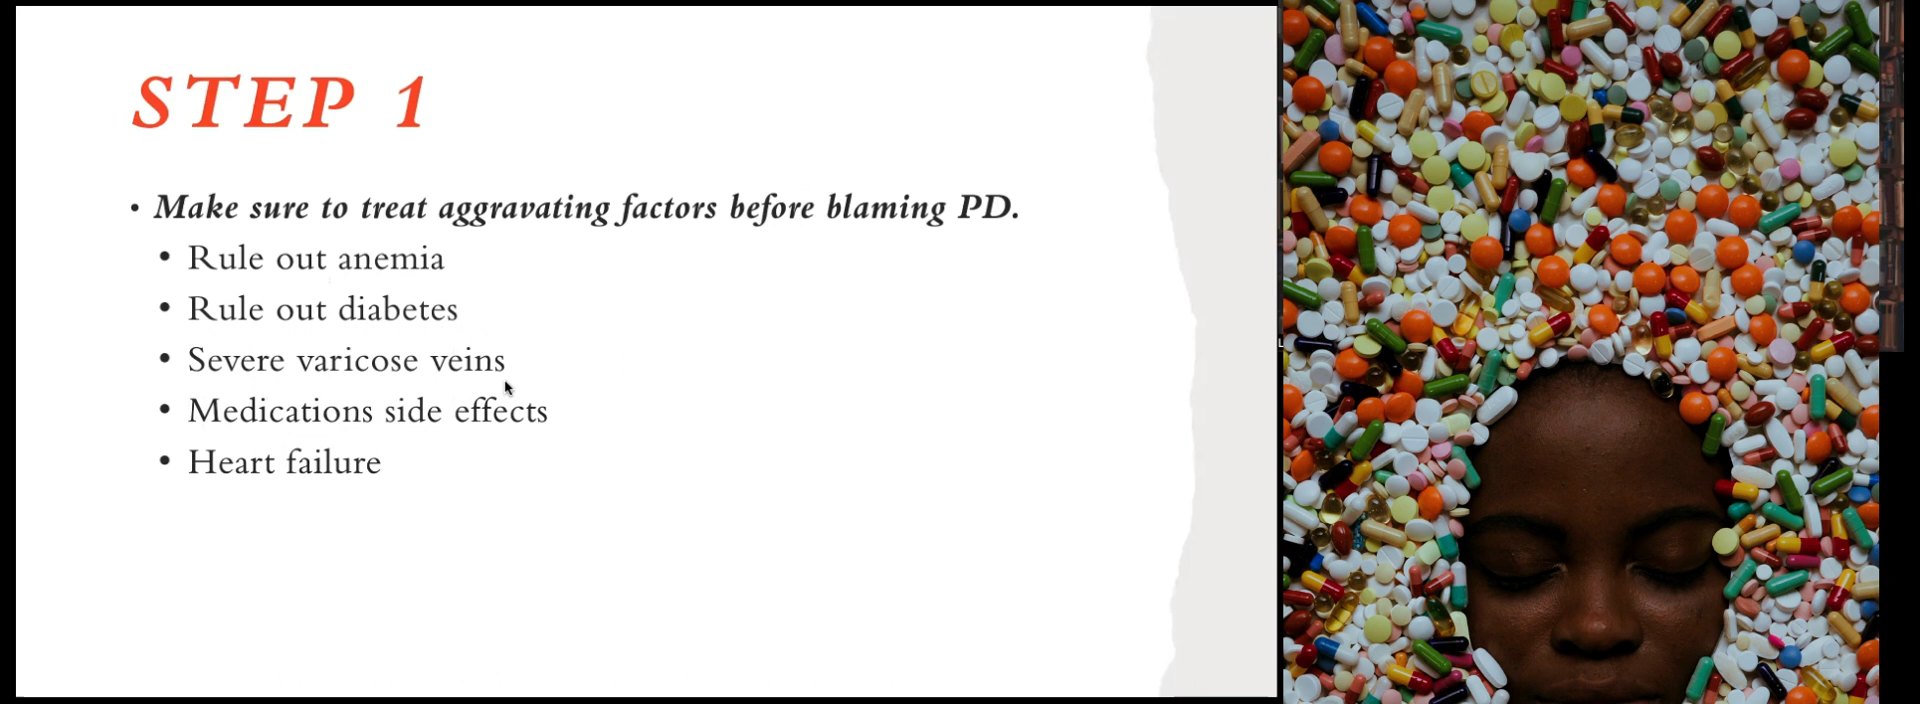 STEP 1
• Make sure to treat aggravating factors before blaming PD.
• Rule out anemia
• Rule out diabetes
• Severe varicose veins
• Medications side effects
• Heart failure
L